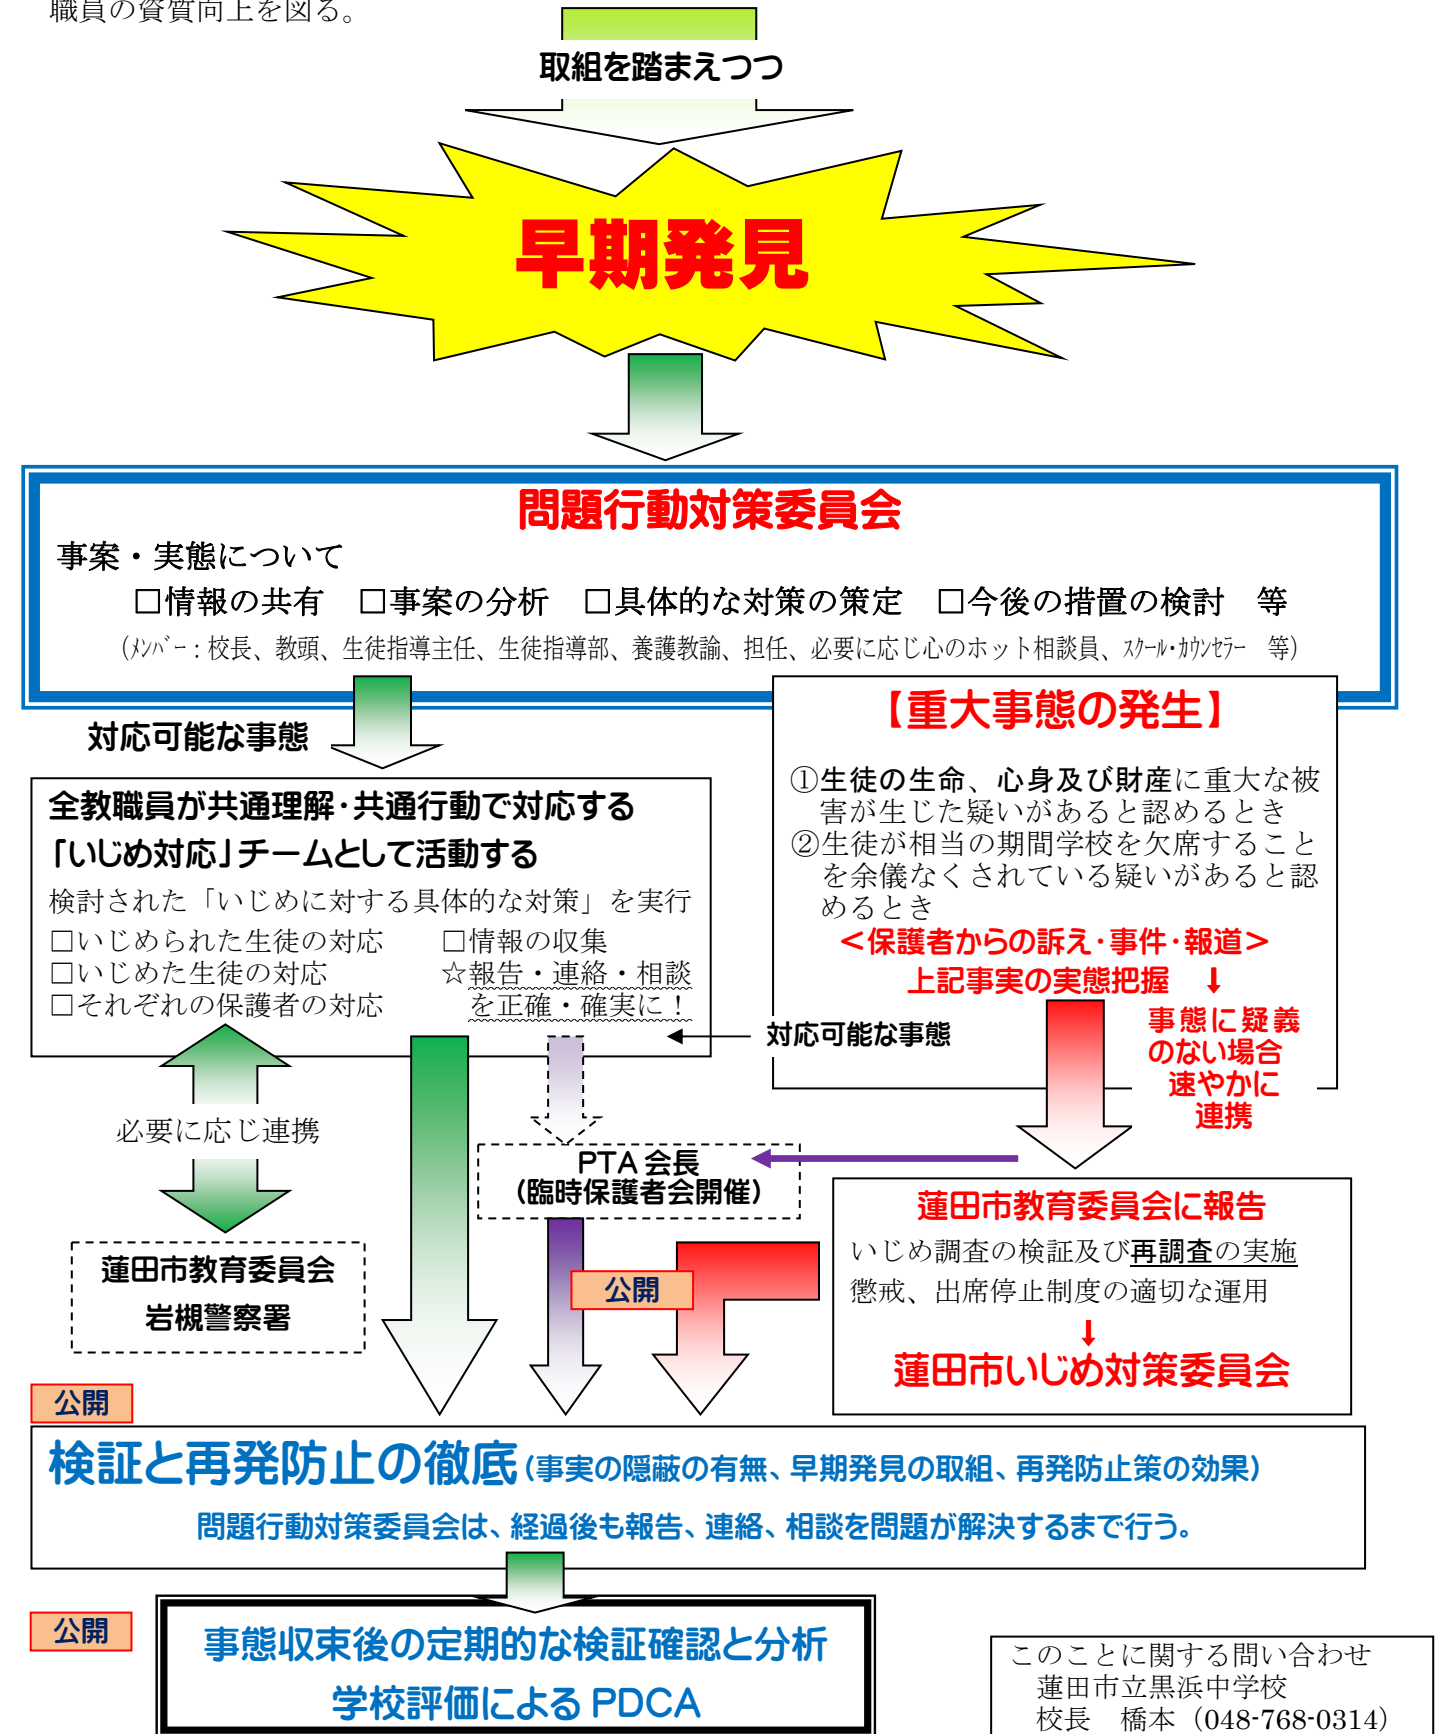 職員の資質向上を図る。
取組を踏まえつつ
早期発見
問題行動対策委員会
事案・実態について
□情報の共有　□事案の分析　□具体的な対策の策定　□今後の措置の検討　等
（ﾒﾝﾊﾞｰ：校長、教頭、生徒指導主任、生徒指導部、養護教諭、担任、必要に応じ心のホット相談員、ｽｸｰﾙ・ｶｳﾝｾﾗｰ　等）
対応可能な事態
全教職員が共通理解・共通行動で対応する
「いじめ対応」チームとして活動する
検討された「いじめに対する具体的な対策」を実行
□いじめられた生徒の対応　□情報の収集
□いじめた生徒の対応　☆報告・連絡・相談
□それぞれの保護者の対応　を正確・確実に！
【重大事態の発生】
①生徒の生命、心身及び財産に重大な被
害が生じた疑いがあると認めるとき
②生徒が相当の期間学校を欠席すること
を余儀なくされている疑いがあると認
めるとき
＜保護者からの訴え・事件・報道＞
上記事実の実態把握　↓
事態に疑義
のない場合
速やかに
連携
対応可能な事態
必要に応じ連携
蓮田市教育委員会
岩槻警察署
PTA 会長
（臨時保護者会開催）
蓮田市教育委員会に報告
いじめ調査の検証及び再調査の実施
懲戒、出席停止制度の適切な運用
↓
蓮田市いじめ対策委員会
公開
公開
検証と再発防止の徹底（事実の隠蔽の有無、早期発見の取組、再発防止策の効果）
問題行動対策委員会は、経過後も報告、連絡、相談を問題が解決するまで行う。
公開
事態収束後の定期的な検証確認と分析
学校評価による PDCA
このことに関する問い合わせ
蓮田市立黒浜中学校
校長　橋本（048-768-0314）